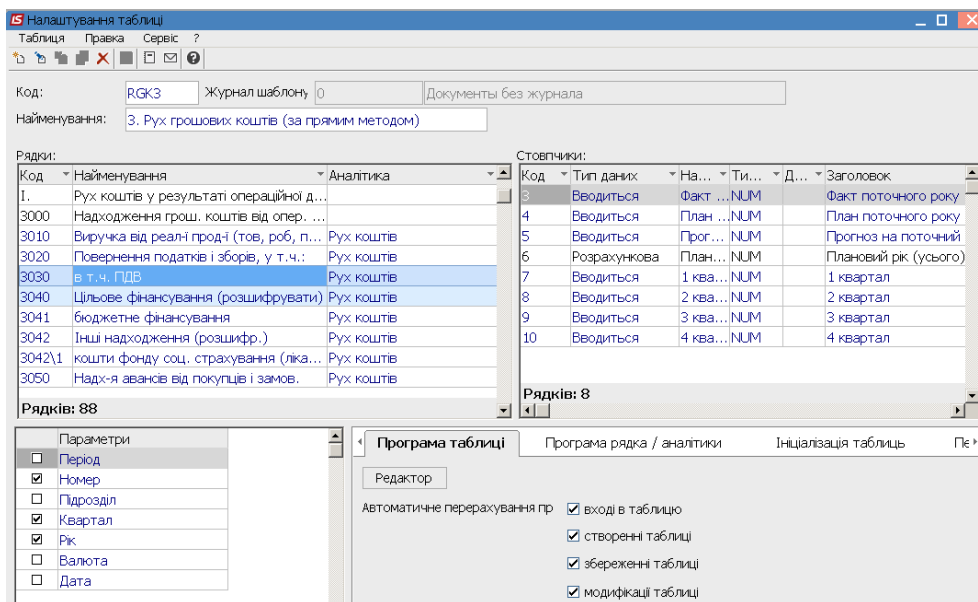 IS Налаштування таблиці
Таблиця Правка Сервіс ?
Код: RGK3 Журнал шаблону 0 Документы без журнала
Найменування: 3. Рух грошових коштів (за прямим методом)
Рядки:
Код Найменування Аналітика
I. Рух коштів у результаті операційної д...
3000 Надходження грош. коштів від опер. ...
3010 Виручка від реал-ї прод-ї (тов, роб, п... Рух коштів
3020 Повернення податків і зборів, у т.ч.: Рух коштів
3030 в т.ч. ПДВ Рух коштів
3040 Цільове фінансування (розшифрувати) Рух коштів
3041 бюджетне фінансування Рух коштів
3042 Інші надходження (розшифр.) Рух коштів
3042\1 кошти фонду соц. страхування (ліка... Рух коштів
3050 Надх-я авансів від покупців і замов. Рух коштів
Рядків: 88
Стовпчики:
Код Тип даних На... Ти... Д... Заголовок
3 Вводиться Факт ... NUM Факт поточного року
4 Вводиться План ... NUM План поточного року
5 Вводиться Прог... NUM Прогноз на поточний
6 Розрахункова План... NUM Плановий рік (усього)
7 Вводиться 1 ква... NUM 1 квартал
8 Вводиться 2 ква... NUM 2 квартал
9 Вводиться 3 ква... NUM 3 квартал
10 Вводиться 4 ква... NUM 4 квартал
Рядків: 8
Параметри
Період
Номер
Підрозділ
Квартал
Рік
Валюта
Дата
Програма таблиці Програма рядка / аналітики Ініціалізація таблиць Пе
Редактор
Автоматичне перерахування пр
вході в таблицю
створенні таблиці
збереженні таблиці
модифікації таблиці